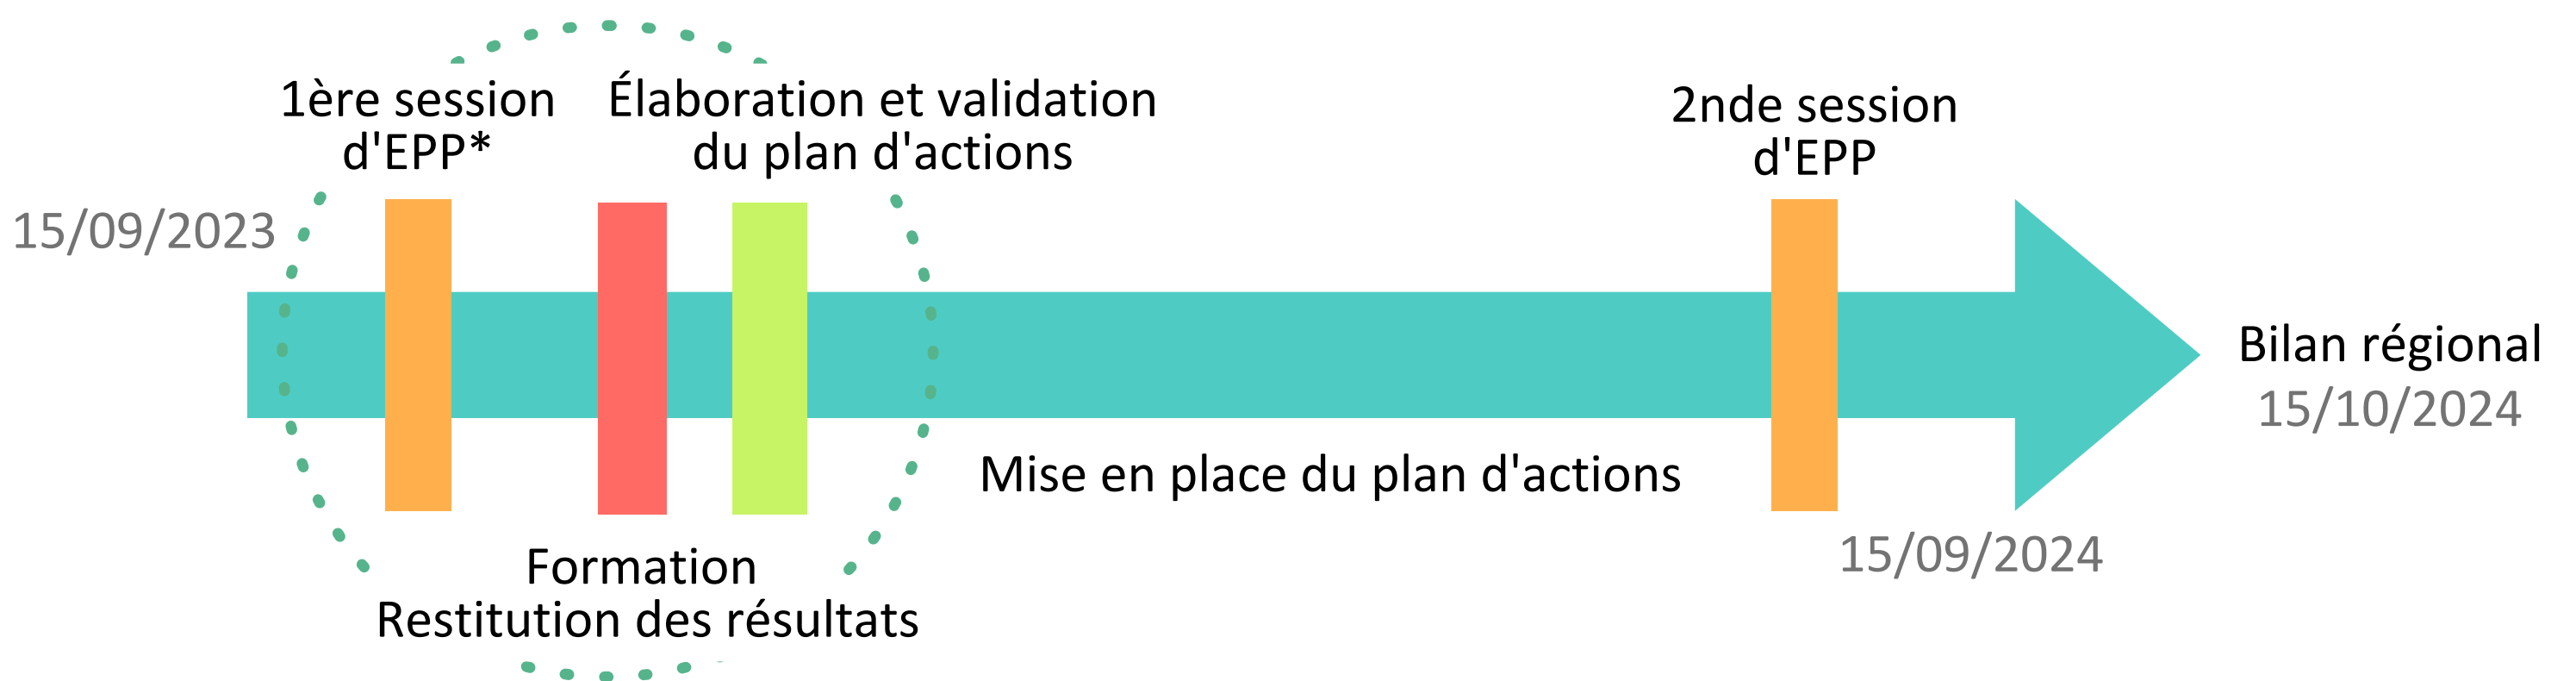 1ère session
d'EPP*
Élaboration et validation
du plan d'actions
2nde session
d'EPP
15/09/2023
Bilan régional
15/10/2024
Mise en place du plan d'actions
15/09/2024
Formation
Restitution des résultats